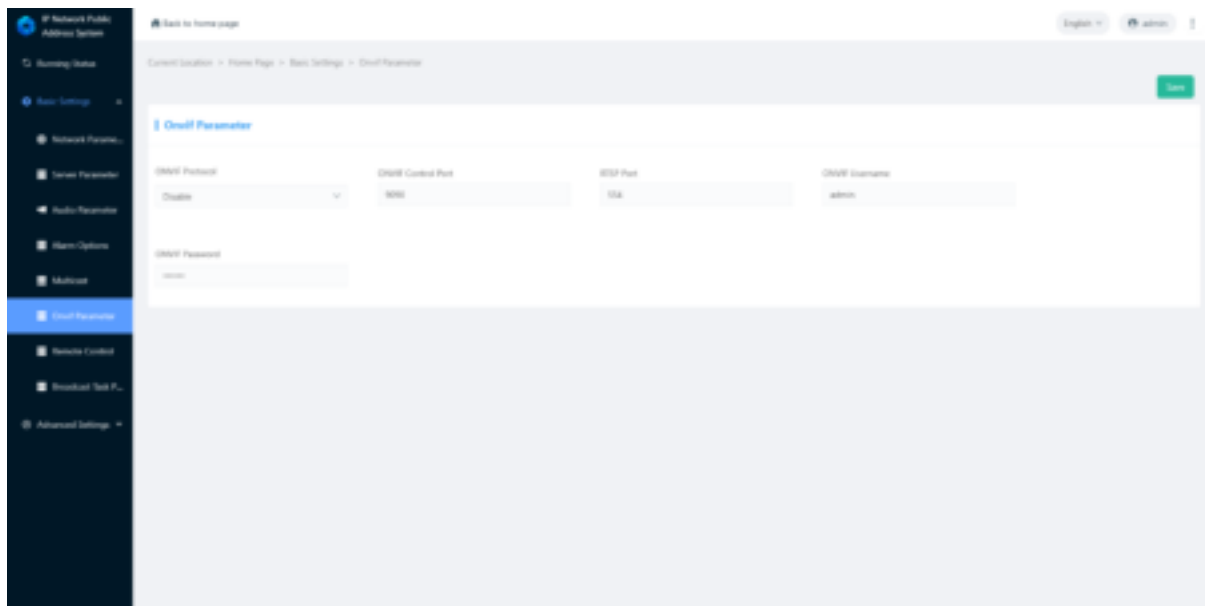 IP Network Public
Address System
Back to home page
English
admin
Running Status
Current Location > Home Page > Basic Settings > Onvif Parameter
Basic Settings
Save
Onvif Parameter
Network Parame...
Server Parameter
ONVIF Protocol
ONVIF Control Port
RTSP Port
ONVIF Username
Disable
554
admin
Audio Parameter
Alarm Options
ONVIF Password
Multicast
Onvif Parameter
Remote Control
Broadcast Task P...
Advanced Settings